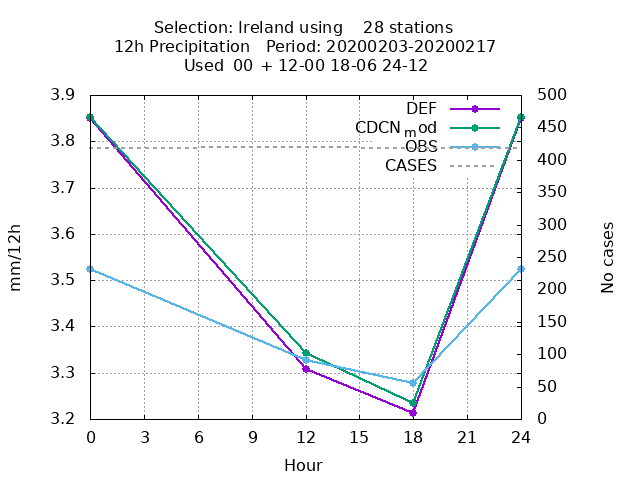 Selection: Ireland using    28 stations
12h Precipitation   Period: 20200203-20200217
Used  00 + 12-00 18-06 24-12
3.9
3.8
3.7
3.6
3.5
3.4
3.3
3.2
mm/12h
DEF
CDCN mod
OBS
CASES
500
450
400
350
300
250
200
150
100
50
0
No cases
0 3 6 9 12 15 18 21 24
Hour